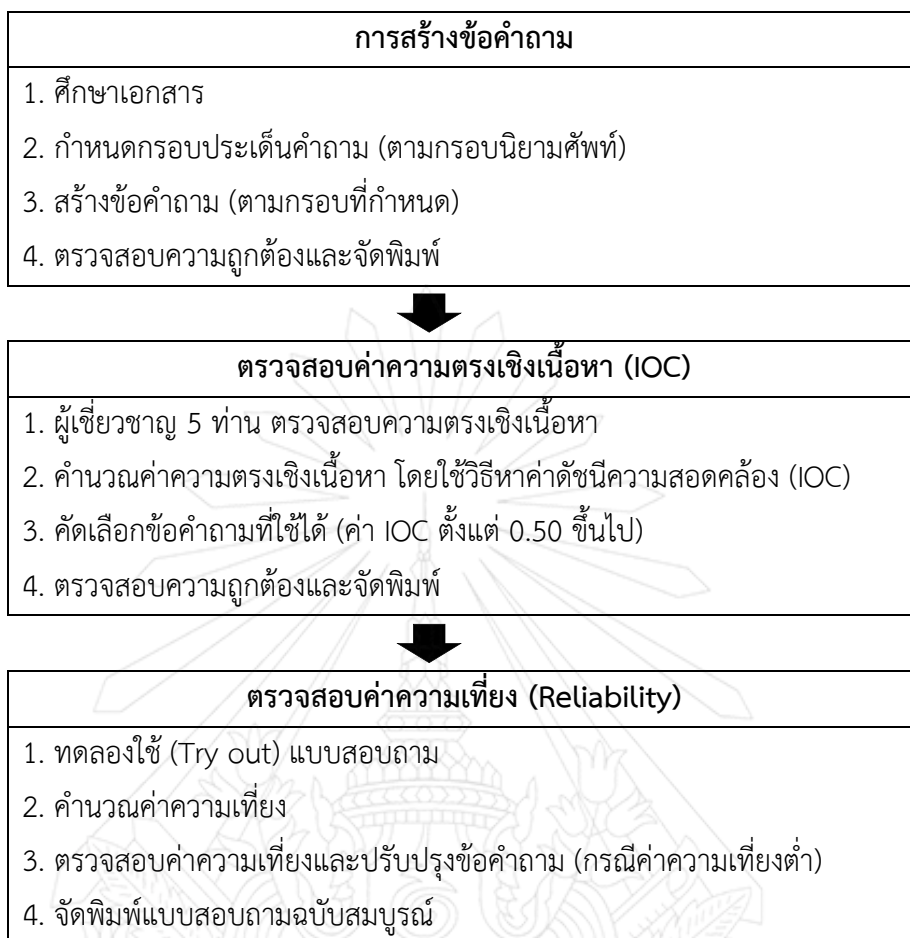 การสร้างข้อคำถาม
1. ศึกษาเอกสาร
2. กำหนดกรอบประเด็นคำถาม (ตามกรอบนิยามศัพท์)
3. สร้างข้อคำถาม (ตามกรอบที่กำหนด)
4. ตรวจสอบความถูกต้องและจัดพิมพ์
ตรวจสอบค่าความตรงเชิงเนื้อหา (IOC)
1. ผู้เชี่ยวชาญ 5 ท่าน ตรวจสอบความตรงเชิงเนื้อหา
2. คำนวณค่าความตรงเชิงเนื้อหา โดยใช้วิธีหาค่าดัชนีความสอดคล้อง (IOC)
3. คัดเลือกข้อคำถามที่ใช้ได้ (ค่า IOC ตั้งแต่ 0.50 ขึ้นไป)
4. ตรวจสอบความถูกต้องและจัดพิมพ์
ตรวจสอบค่าความเที่ยง (Reliability)
1. ทดลองใช้ (Try out) แบบสอบถาม
2. คำนวณค่าความเที่ยง
3. ตรวจสอบค่าความเที่ยงและปรับปรุงข้อคำถาม (กรณีค่าความเที่ยงต่ำ)
4. จัดพิมพ์แบบสอบถามฉบับสมบูรณ์